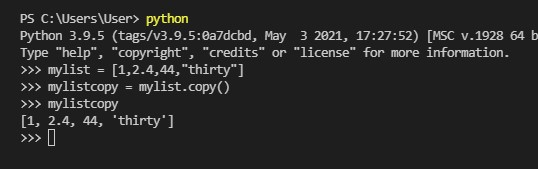 PS C:\Users\User> python
Python 3.9.5 (tags/v3.9.5:0a7dcbd, May  3 2021, 17:27:52) [MSC v.1928 64 b
Type "help", "copyright", "credits" or "license" for more information.
>>> mylist = [1,2.4,44,"thirty"]
>>> mylistcopy = mylist.copy()
>>> mylistcopy
[1, 2.4, 44, 'thirty']
>>>